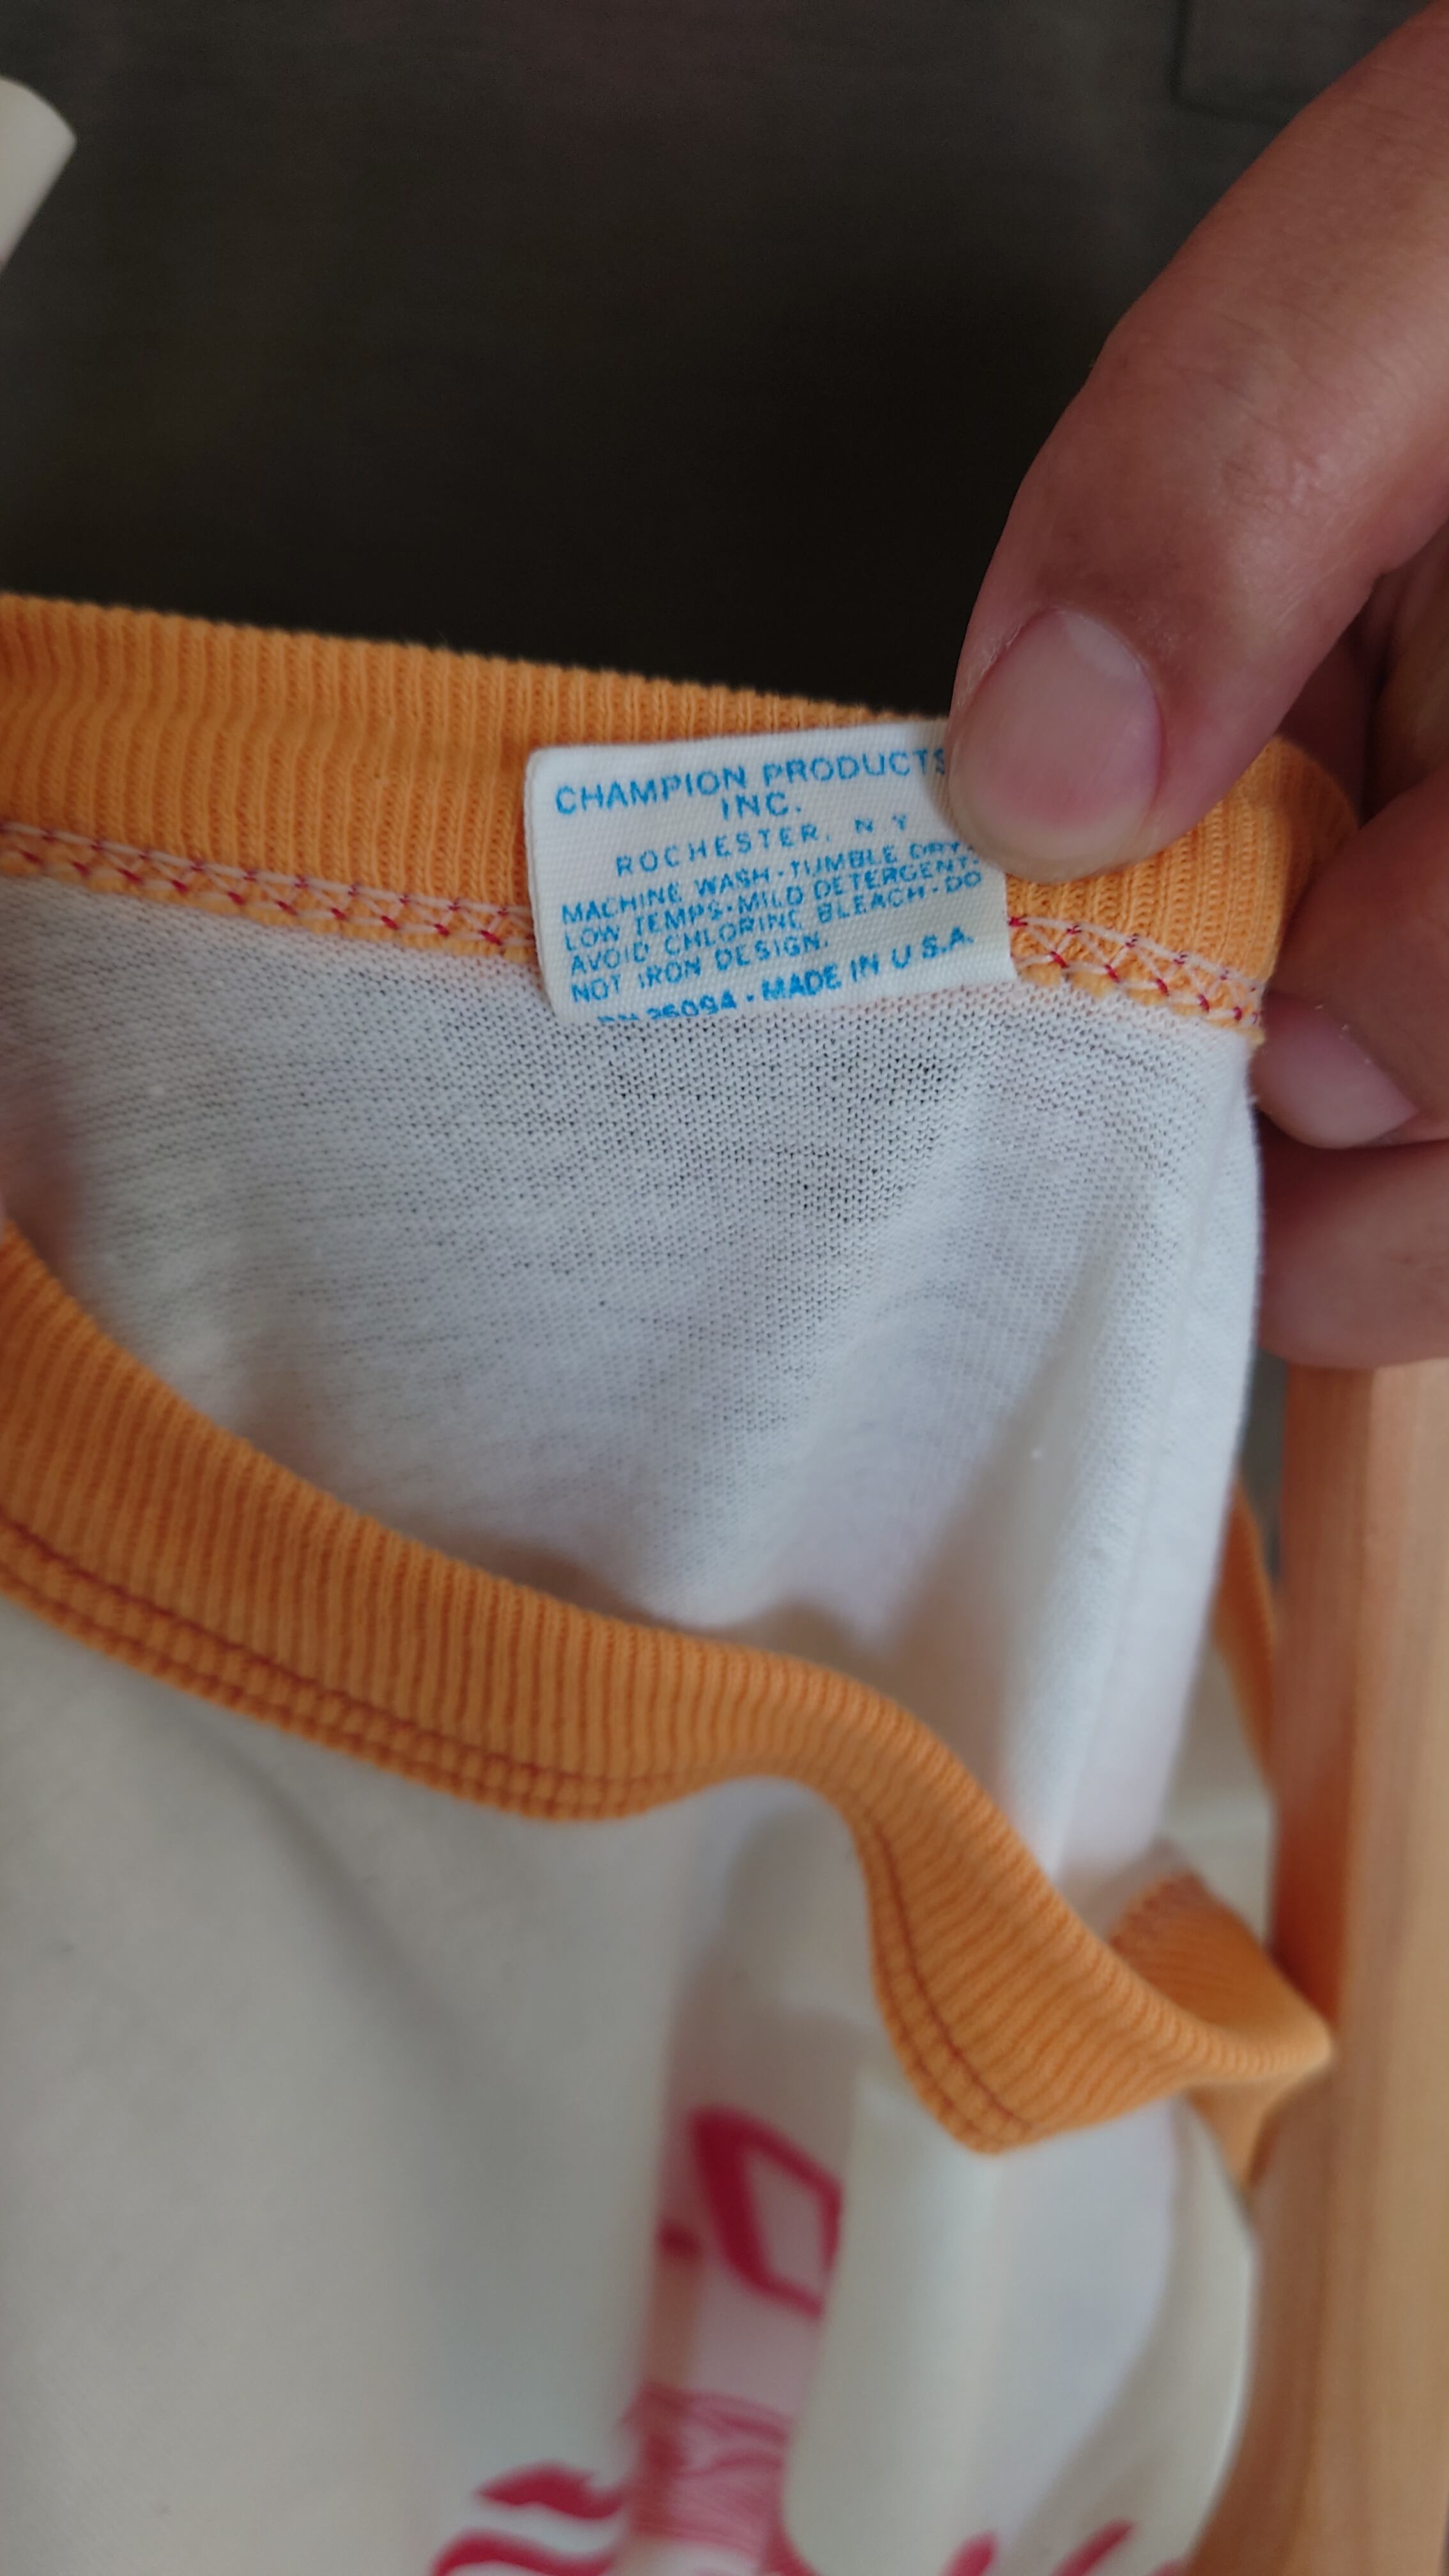 CHAMPION PRODUCTS
INC.
ROCHESTER, N Y
MACHINE WASH · TUMBLE DRY
LOW TEMPS · MILD DETERGENT ·
AVOID CHLORINE BLEACH · DO
NOT IRON DESIGN.
26094 · MADE IN U S.A.